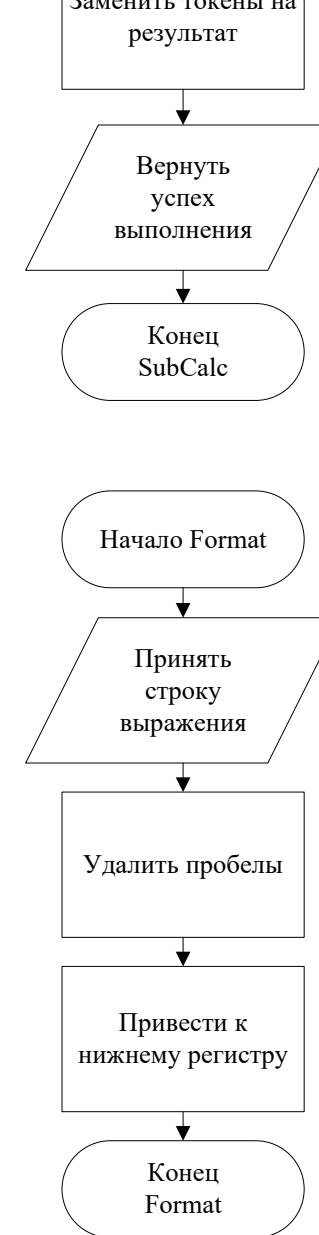 Заменить токены на
результат
Вернуть
успех
выполнения
Конец
SubCalc
Начало Format
Принять
строку
выражения
Удалить пробелы
Привести к
нижнему регистру
Конец
Format